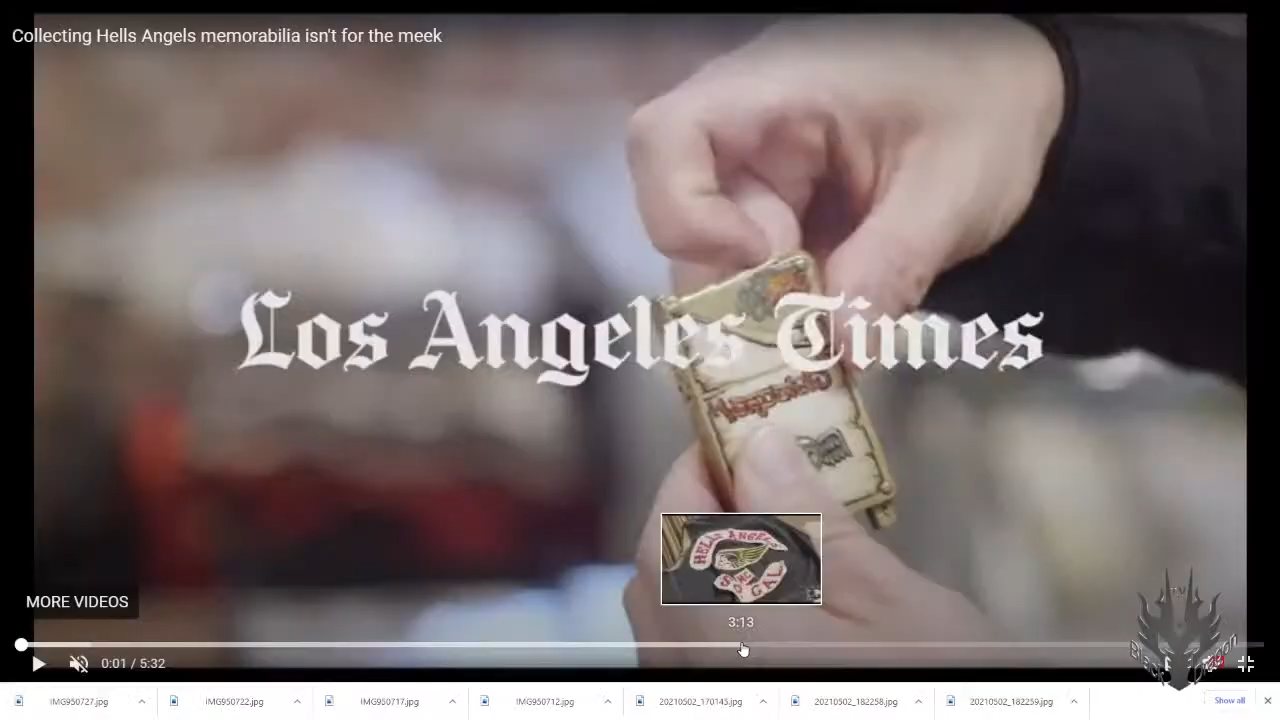 Collecting Hells Angels memorabilia isn't for the meek
Los Angeles Times
HELLS ANGELS
CAL
MORE VIDEOS
3:13
0:01 / 5:32
IMG950727.jpg
IMG950722.jpg
IMG950717.jpg
IMG950712.jpg
20210502_170145.jpg
20210502_182258.jpg
20210502_182259.jpg
Show all